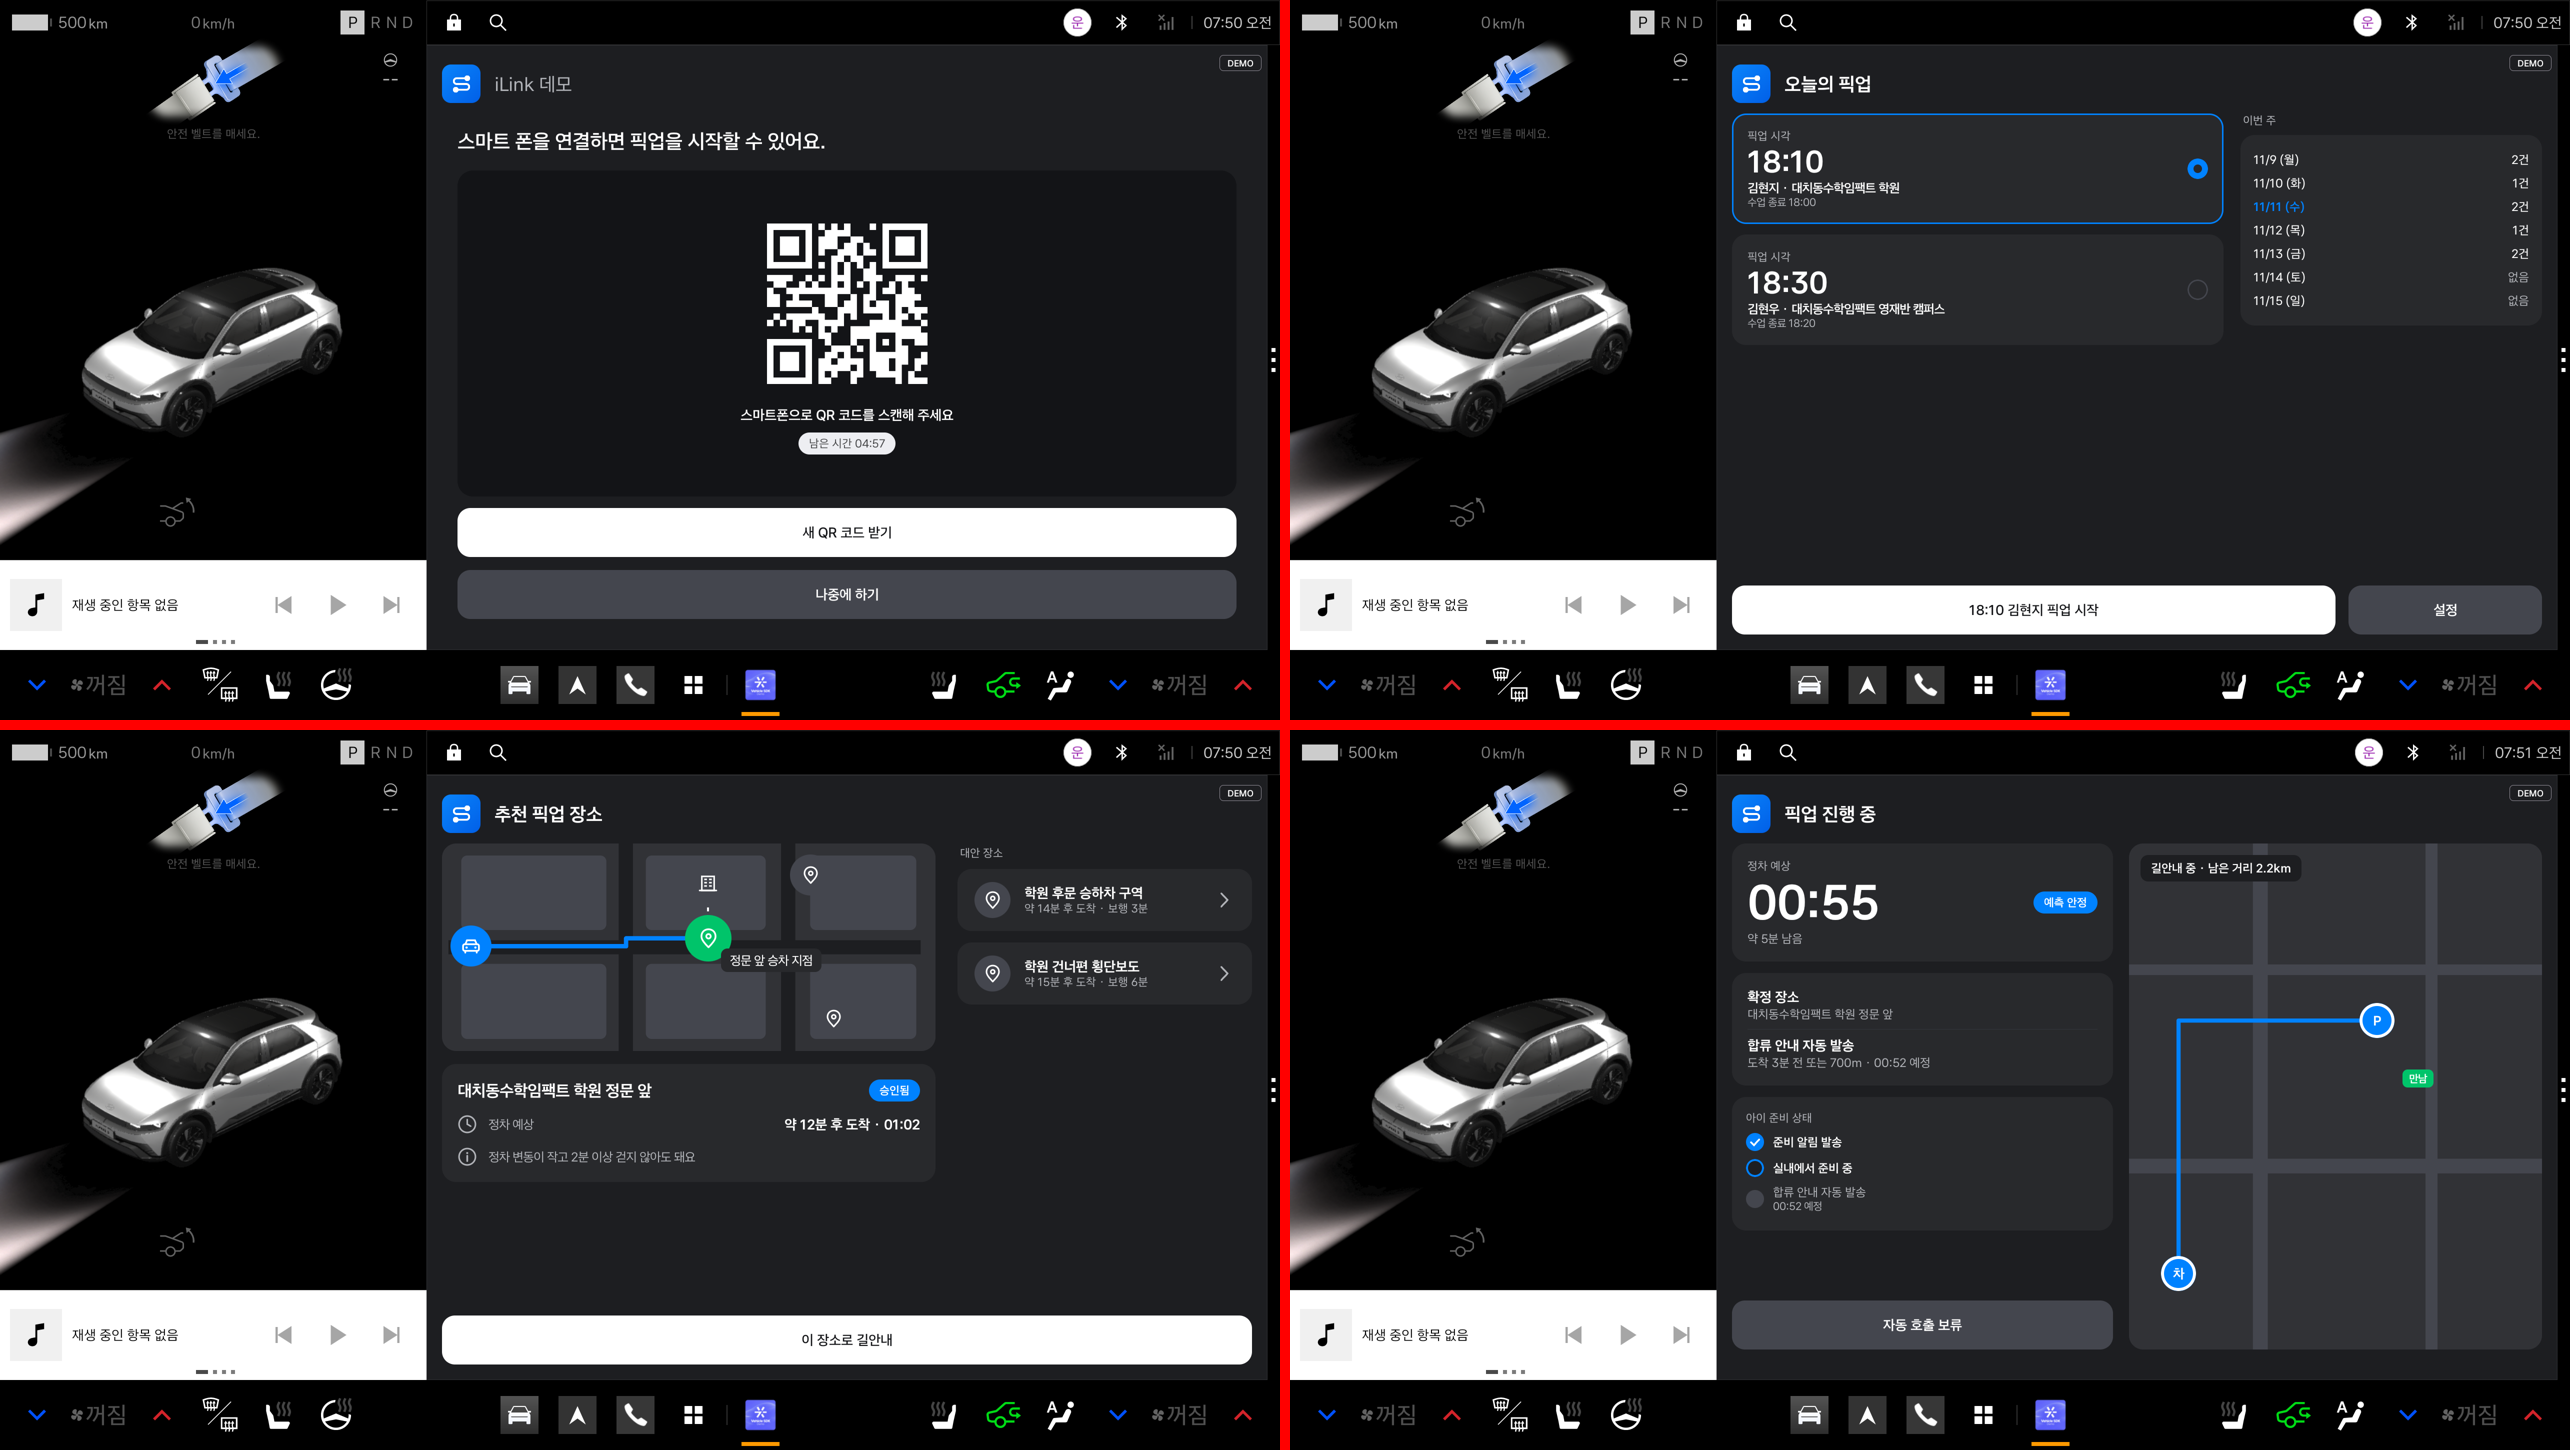 500 km
0 km/h
P R N D
운
07:50 오전
안전 벨트를 매세요.
--
DEMO
iLink 데모
스마트 폰을 연결하면 픽업을 시작할 수 있어요.
스마트폰으로 QR 코드를 스캔해 주세요
남은 시간 04:57
새 QR 코드 받기
나중에 하기
재생 중인 항목 없음
꺼짐
A
꺼짐
500 km
0 km/h
P R N D
운
07:50 오전
안전 벨트를 매세요.
--
DEMO
오늘의 픽업
픽업 시각
18:10
김현지 · 대치동수학임팩트 학원
수업 종료 18:00
픽업 시각
18:30
김현우 · 대치동수학임팩트 영재반 캠퍼스
수업 종료 18:20
이번 주
11/9 (월) 2건
11/10 (화) 1건
11/11 (수) 2건
11/12 (목) 1건
11/13 (금) 2건
11/14 (토) 없음
11/15 (일) 없음
18:10 김현지 픽업 시작
설정
재생 중인 항목 없음
꺼짐
A
꺼짐
500 km
0 km/h
P R N D
운
07:50 오전
안전 벨트를 매세요.
--
DEMO
추천 픽업 장소
정문 앞 승차 지점
대치동수학임팩트 학원 정문 앞
승인됨
정차 예상
약 12분 후 도착 · 01:02
정차 변동이 작고 2분 이상 걷지 않아도 돼요
대안 장소
학원 후문 승하차 구역
약 14분 후 도착 · 보행 3분
학원 건너편 횡단보도
약 15분 후 도착 · 보행 6분
이 장소로 길안내
재생 중인 항목 없음
꺼짐
A
꺼짐
500 km
0 km/h
P R N D
운
07:51 오전
안전 벨트를 매세요.
--
DEMO
픽업 진행 중
정차 예상
00:55
약 5분 남음
예측 안정
확정 장소
대치동수학임팩트 학원 정문 앞
합류 안내 자동 발송
도착 3분 전 또는 700m · 00:52 예정
아이 준비 상태
준비 알림 발송
실내에서 준비 중
합류 안내 자동 발송
00:52 예정
자동 호출 보류
길안내 중 · 남은 거리 2.2km
P
만남
차
재생 중인 항목 없음
꺼짐
A
꺼짐